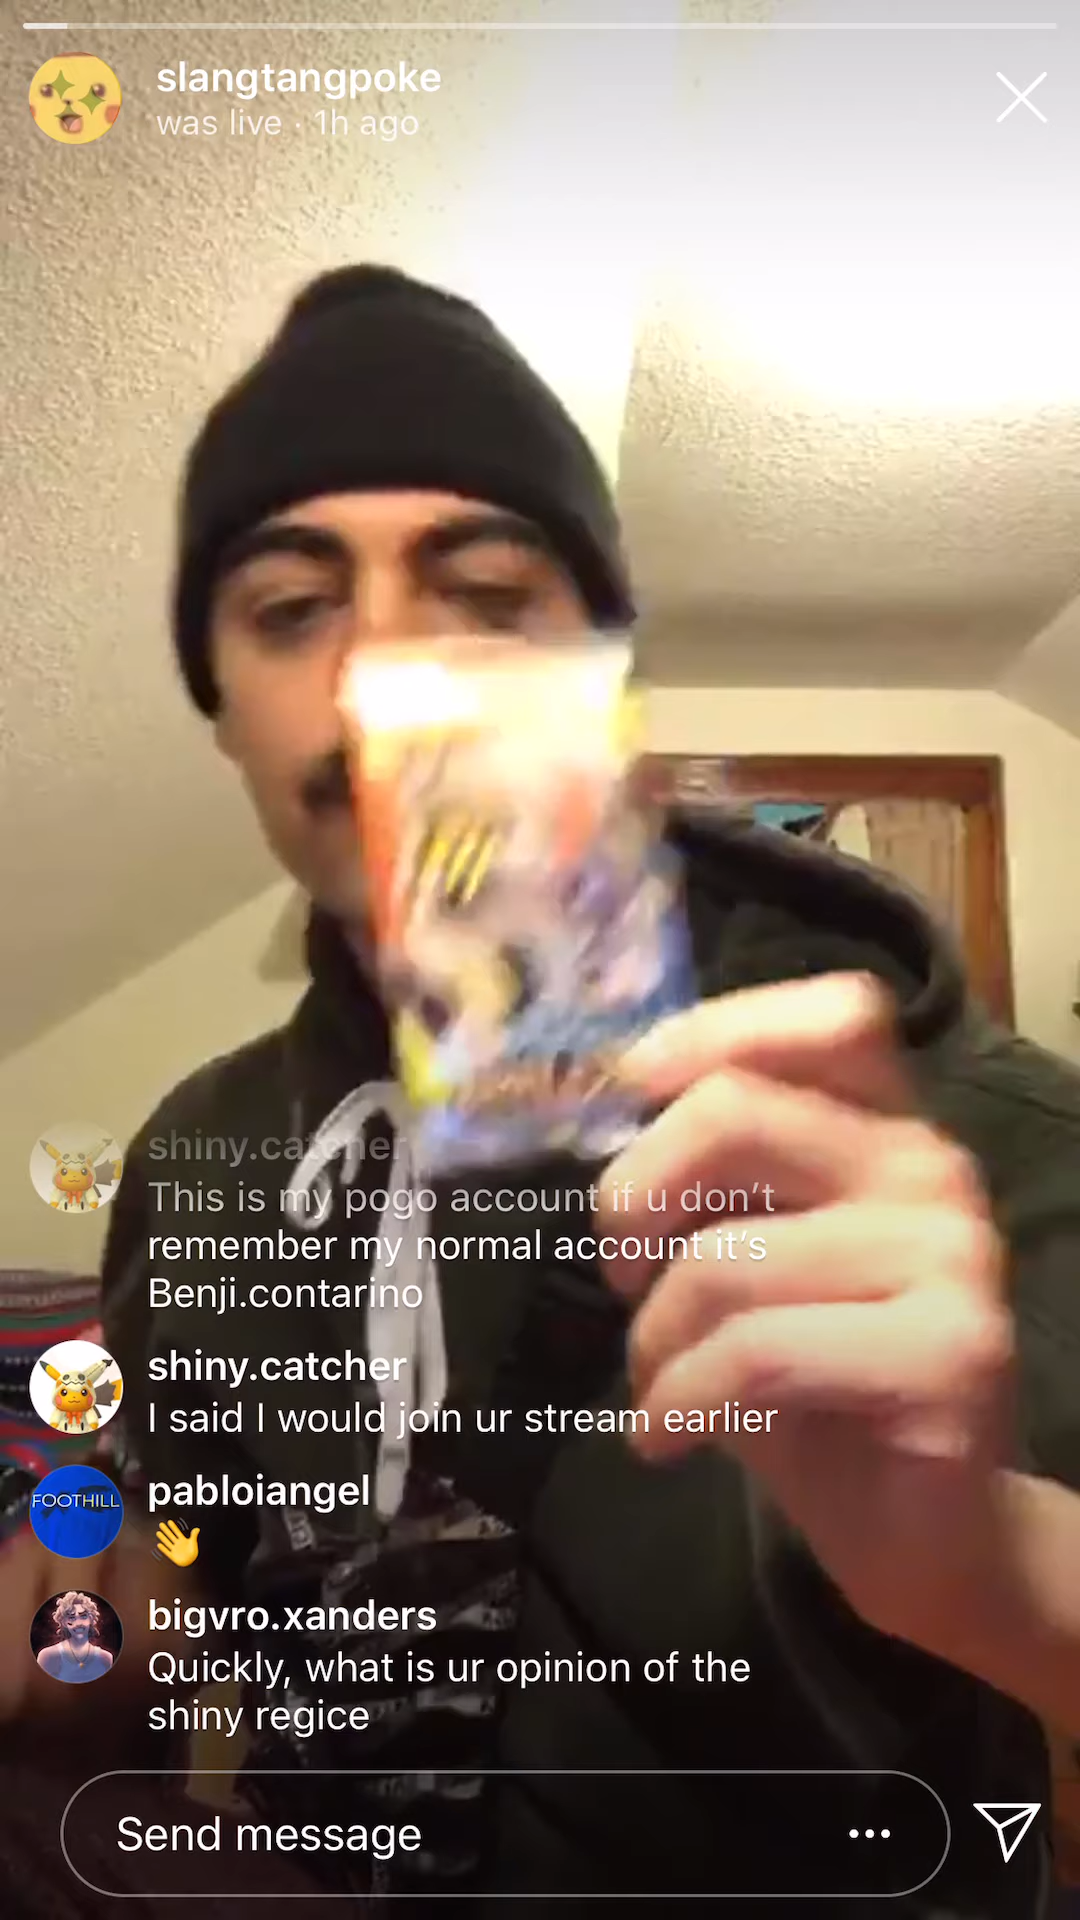 slangtangpoke
was live · 1h ago
shiny.catcher
This is my pogo account if u don’t
remember my normal account it’s
Benji.contarino
shiny.catcher
I said I would join ur stream earlier
FOOTHILL
pabloiangel
👋
bigvro.xanders
Quickly, what is ur opinion of the
shiny regice
Send message